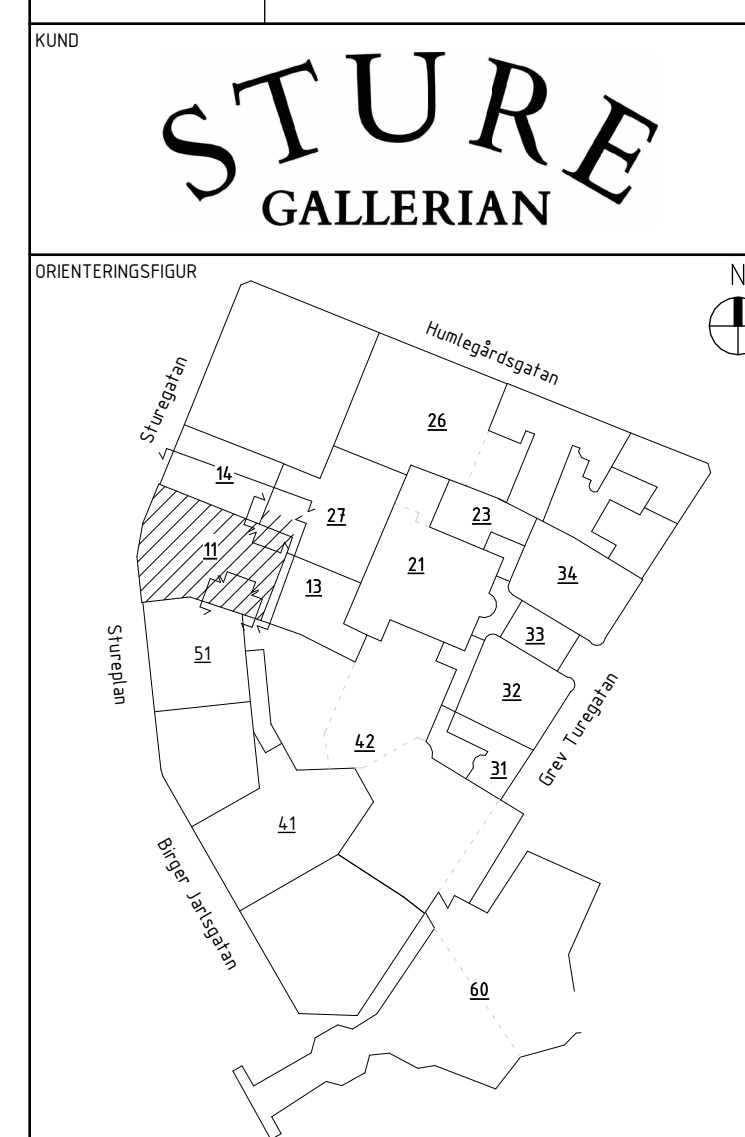 KUND
STURE
GALLERIAN
ORIENTERINGSFIGUR
N
Humlegårdsgatan
Sturegatan
26
14
27
23
11
21
34
13
33
51
Stureplan
32
42
Grev Turegatan
31
41
Birger Jarlsgatan
60